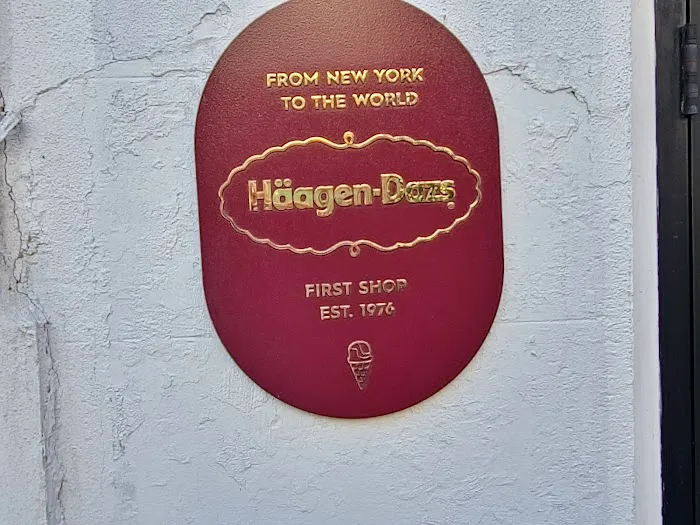 FROM NEW YORK
TO THE WORLD
Häagen-Dazs
FIRST SHOP
EST. 1976